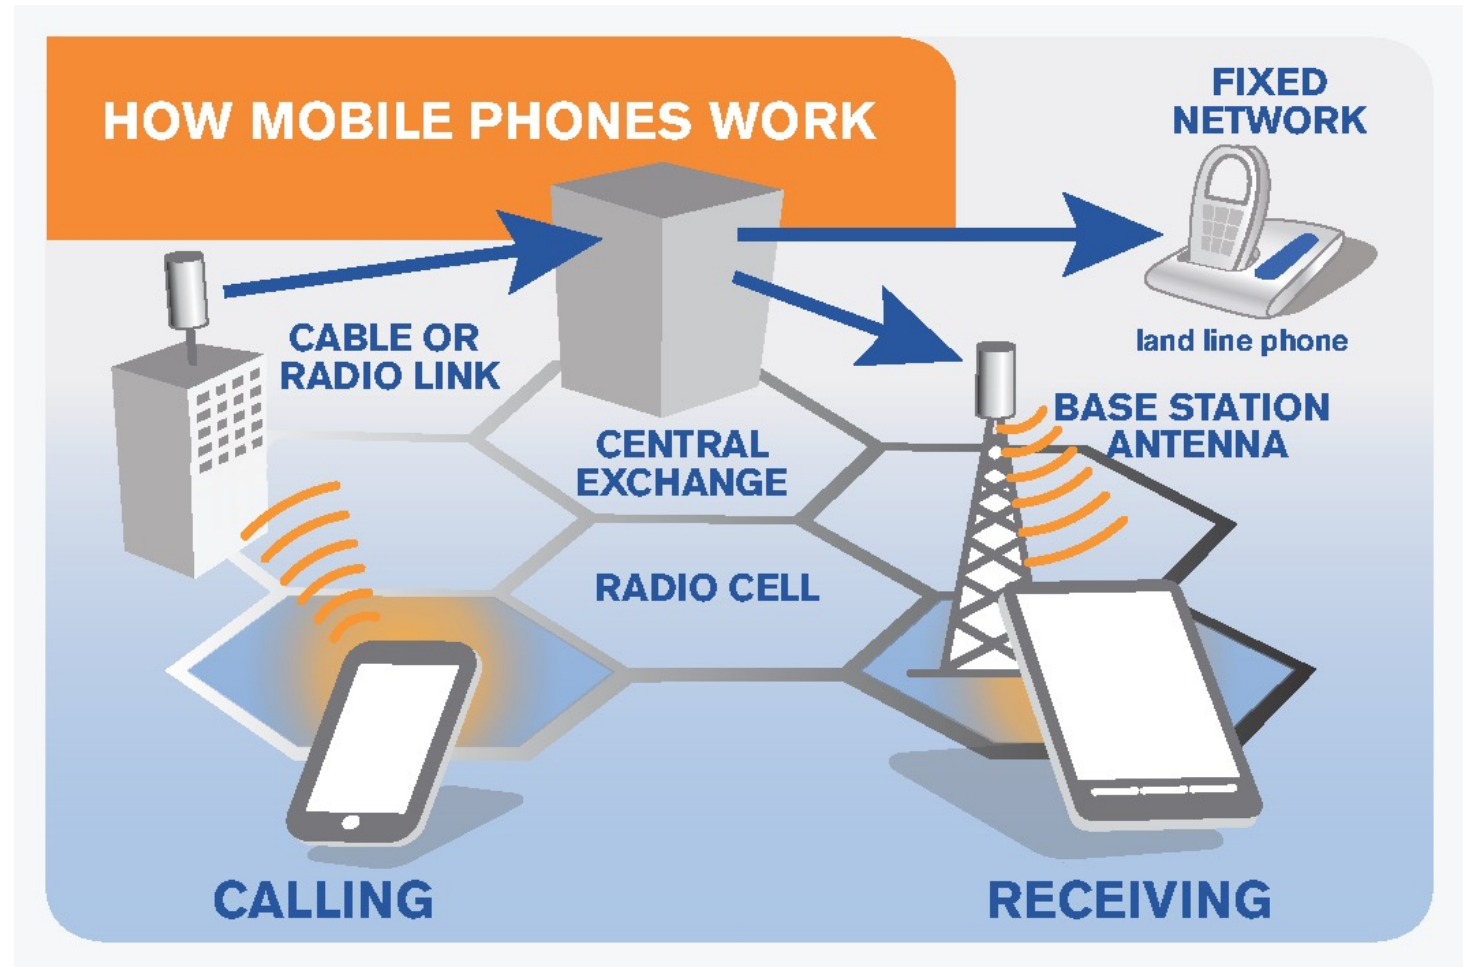 HOW MOBILE PHONES WORK
FIXED
NETWORK
land line phone
CABLE OR
RADIO LINK
CENTRAL
EXCHANGE
BASE STATION
ANTENNA
RADIO CELL
CALLING
RECEIVING